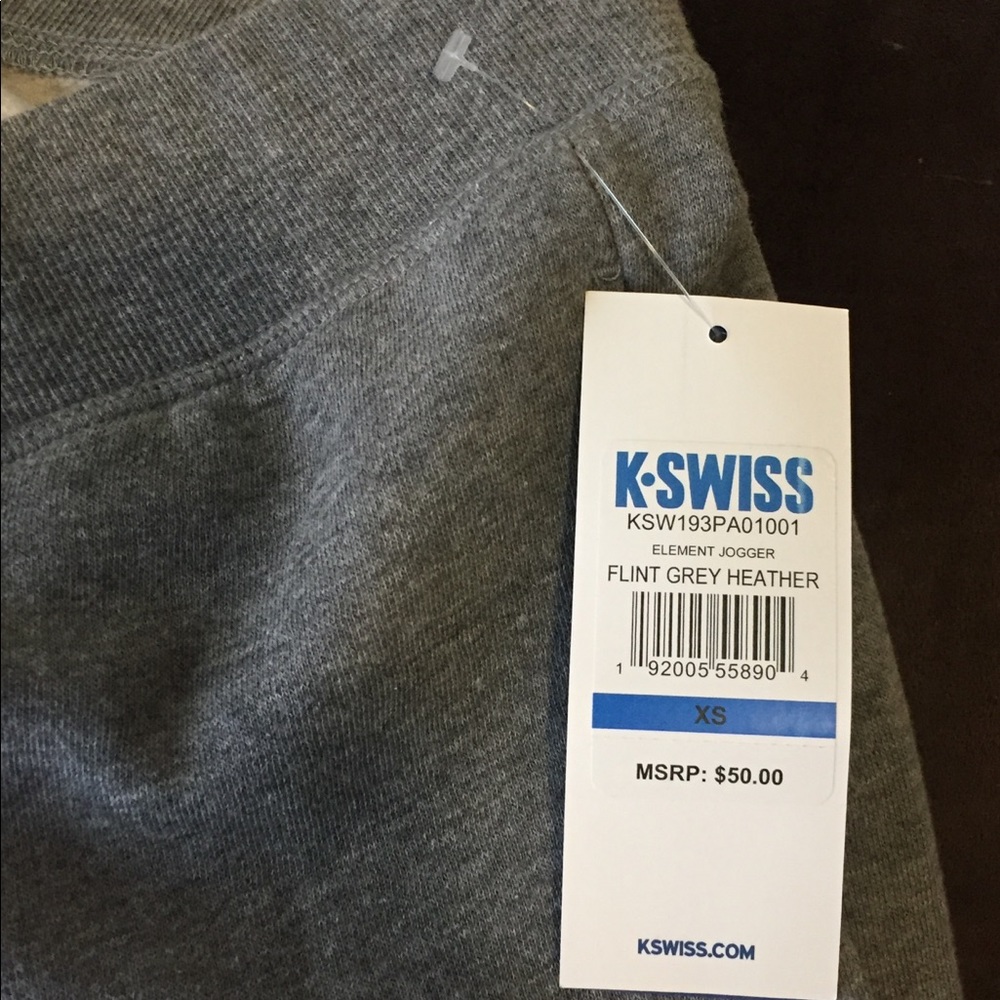 K•SWISS
KSW193PA01001
ELEMENT JOGGER
FLINT GREY HEATHER
1 92005 55890 4
XS
MSRP: $50.00
KSWISS.COM